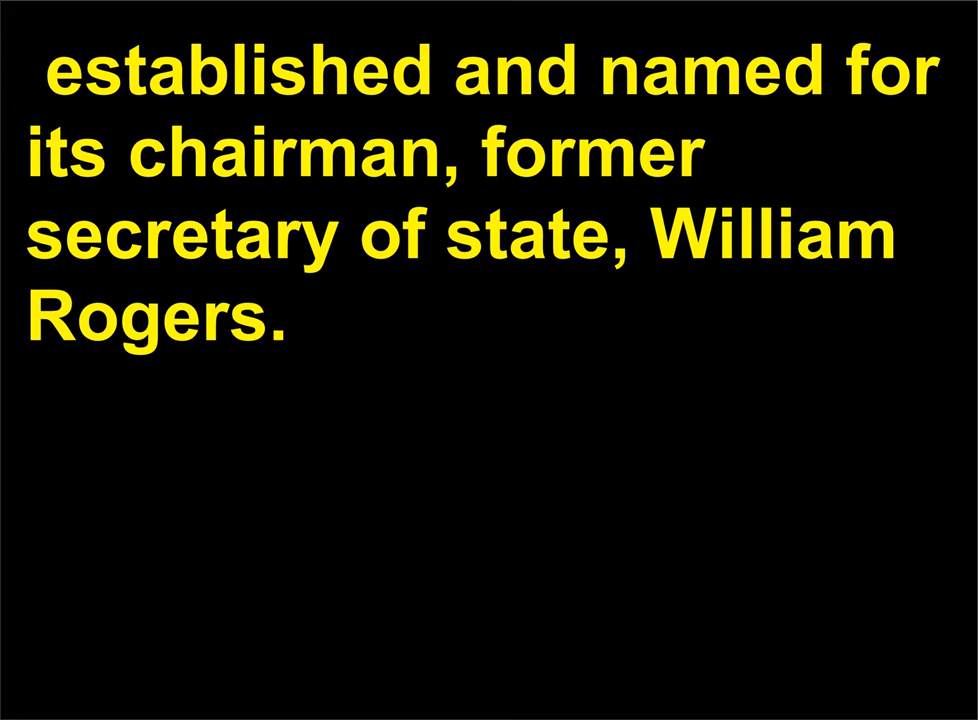 established and named for
its chairman, former
secretary of state, William
Rogers.